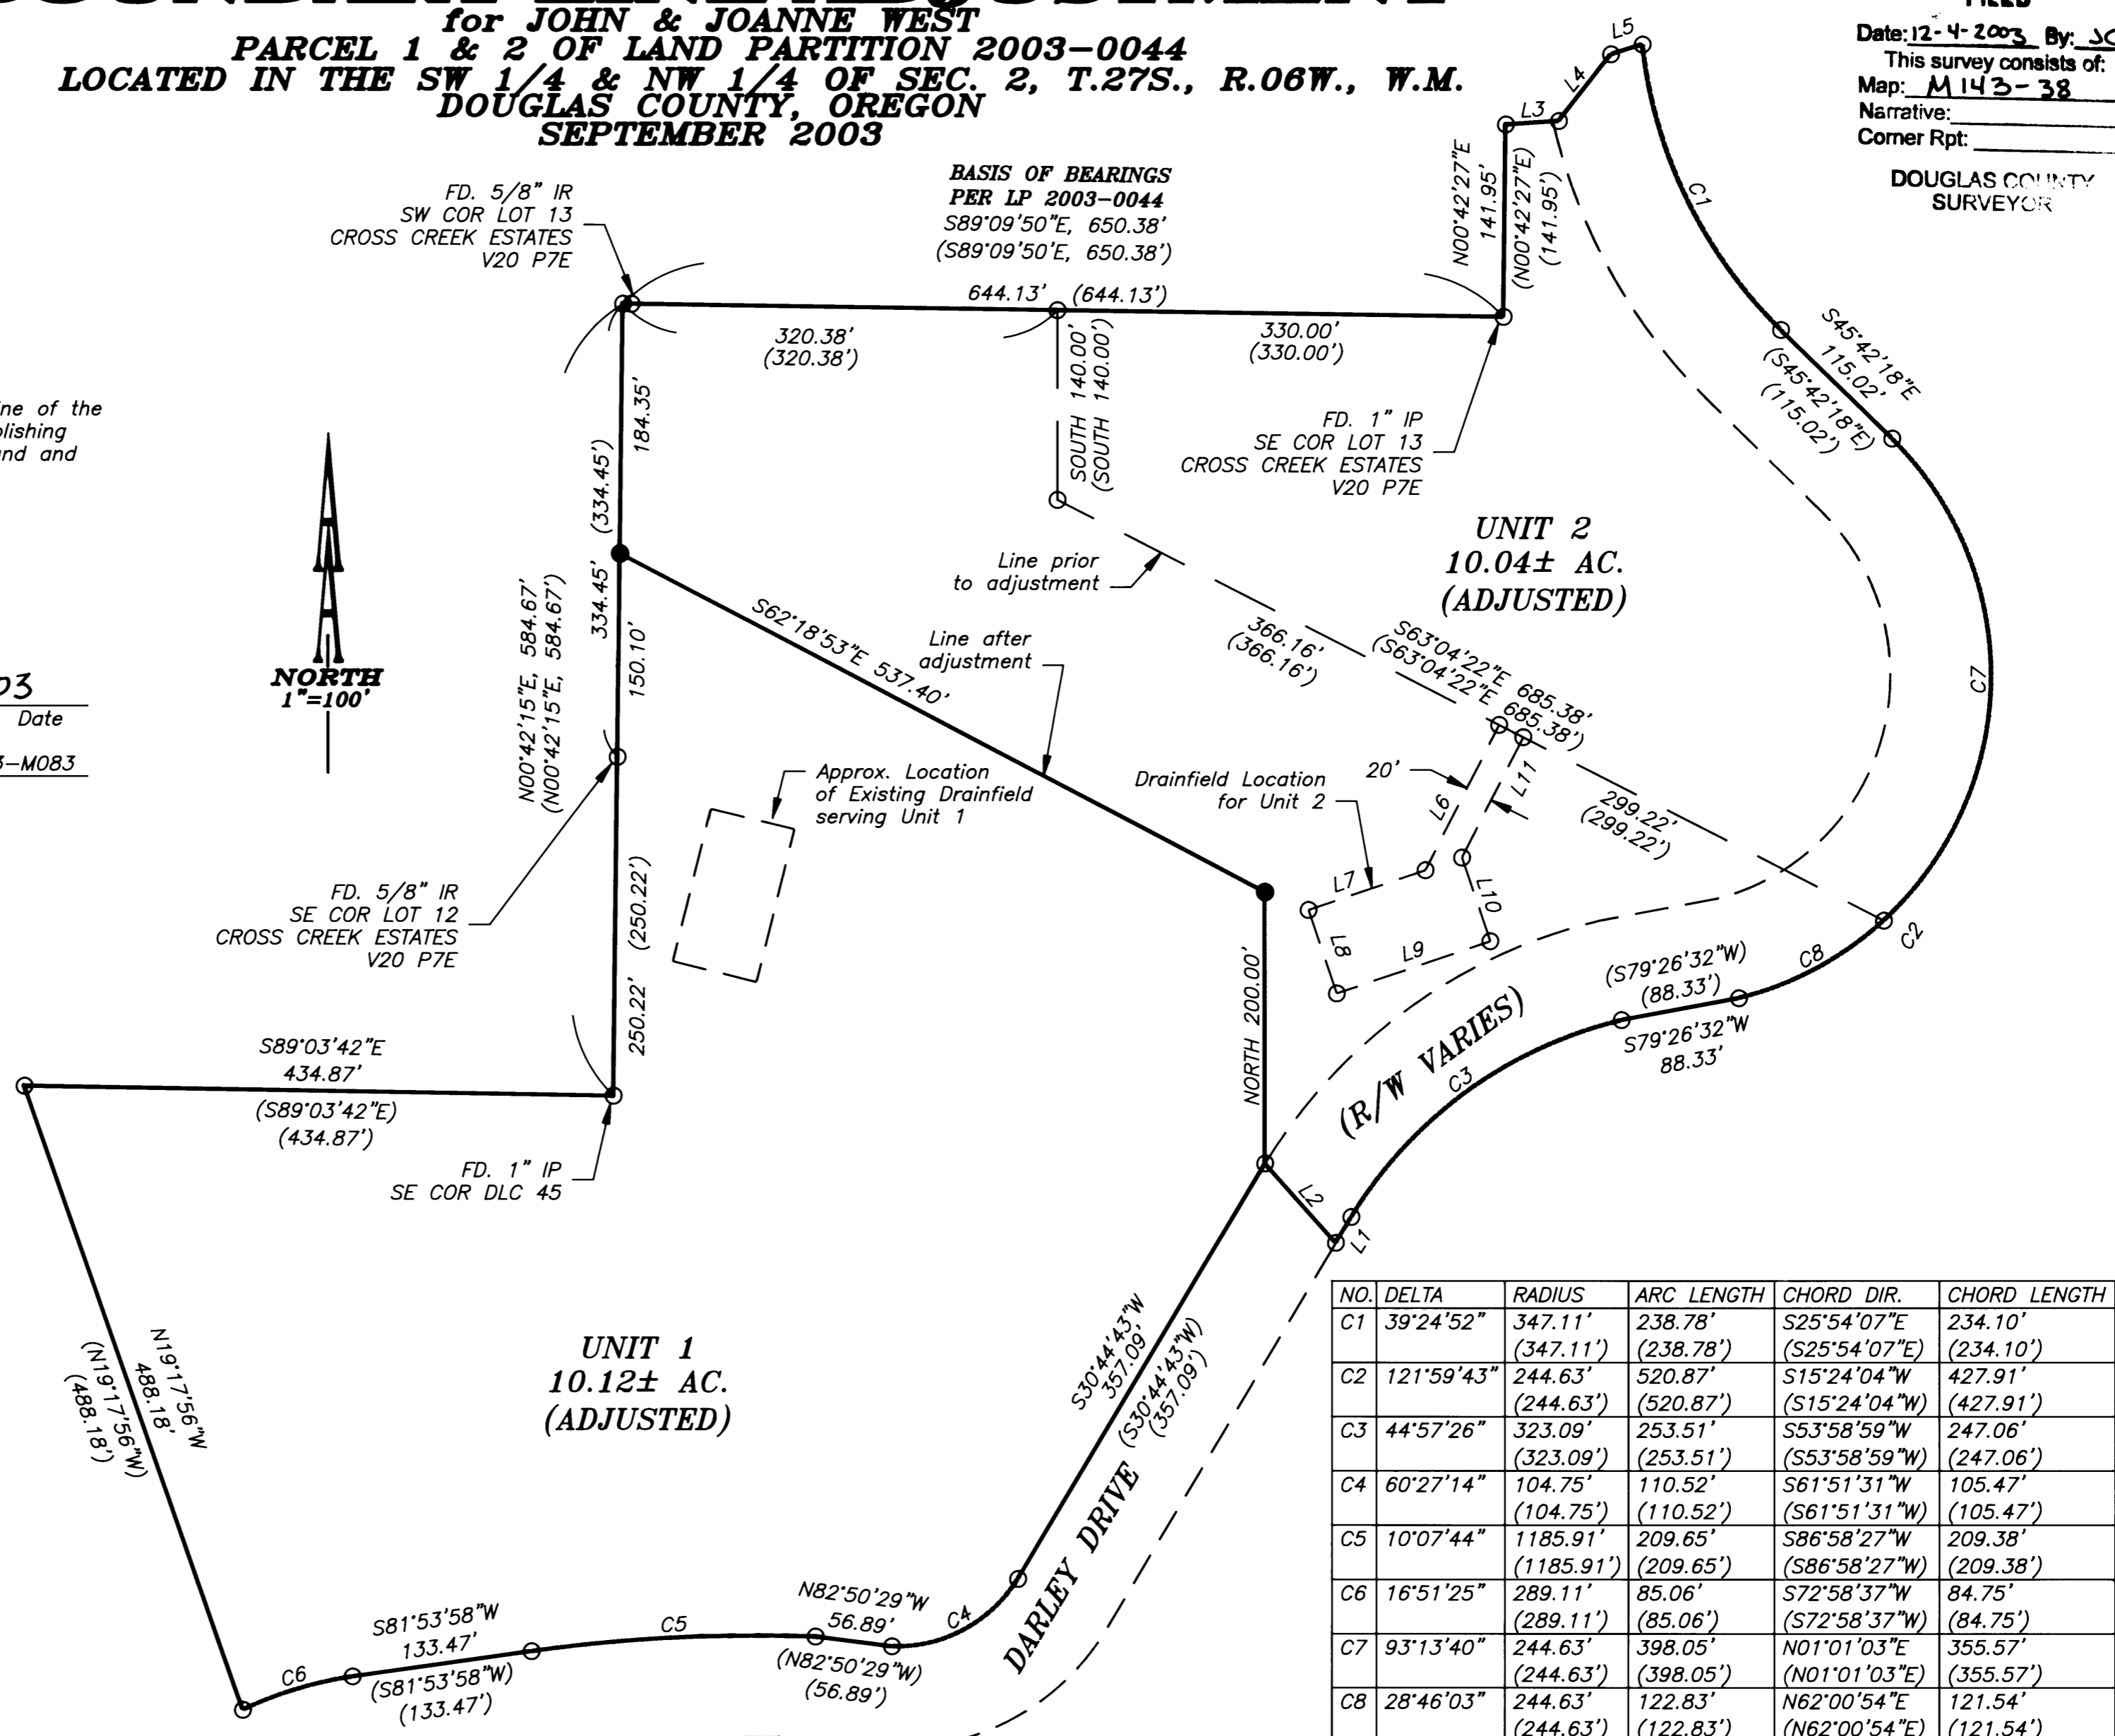 for JOHN & JOANNE WEST
PARCEL 1 & 2 OF LAND PARTITION 2003-0044
LOCATED IN THE SW 1/4 & NW 1/4 OF SEC. 2, T.27S., R.06W., W.M.
DOUGLAS COUNTY, OREGON
SEPTEMBER 2003
Date: 12-4-2003 By: JC
This survey consists of:
Map: M143-38
Narrative:
Corner Rpt:
DOUGLAS COUNTY
SURVEYOR
BASIS OF BEARINGS
PER LP 2003-0044
S89°09'50"E, 650.38'
(S89°09'50'E, 650.38')
644.13' (644.13')
320.38'
(320.38')
330.00'
(330.00')
FD. 5/8" IR
SW COR LOT 13
CROSS CREEK ESTATES
V20 P7E
L3
L4
L5
N00°42'27"E
141.95'
(N00°42'27"E)
(141.95')
C1
S45°42'18"E
115.02'
(S45°42'18"E)
(115.02')
SOUTH 140.00'
(SOUTH 140.00')
FD. 1" IP
SE COR LOT 13
CROSS CREEK ESTATES
V20 P7E
ine of the
olishing
and and
NORTH
1"=100'
03
Date
3-M083
184.35'
(334.45')
334.45'
150.10'
N00°42'15"E, 584.67'
(N00°42'15"E, 584.67')
UNIT 2
10.04± AC.
(ADJUSTED)
Line prior
to adjustment
S62°18'53"E 537.40'
Line after
adjustment
366.16'
(366.16')
S63°04'22"E 685.38'
(S63°04'22"E 685.38')
299.22'
(299.22')
C7
Approx. Location
of Existing Drainfield
serving Unit 1
Drainfield Location
for Unit 2
20'
L6
L11
L7
L10
L8
L9
FD. 5/8" IR
SE COR LOT 12
CROSS CREEK ESTATES
V20 P7E
(250.22')
250.22'
C2
C8
(S79°26'32"W)
(88.33')
S79°26'32"W
88.33'
NORTH 200.00'
(R/W VARIES)
C3
S89°03'42"E
434.87'
(S89°03'42"E)
(434.87')
FD. 1" IP
SE COR DLC 45
L2
L1
N19°17'56"W
488.18'
(N19°17'56"W)
(488.18')
UNIT 1
10.12± AC.
(ADJUSTED)
S30°44'43"W
357.09'
(S30°44'43"W)
(357.09')
DARLEY DRIVE
C6
S81°53'58"W
133.47'
(S81°53'58"W)
(133.47')
C5
N82°50'29"W
56.89'
(N82°50'29"W)
(56.89')
C4
NO. DELTA RADIUS ARC LENGTH CHORD DIR. CHORD LENGTH
C1 39°24'52" 347.11' 238.78' S25°54'07"E 234.10'
(347.11') (238.78') (S25°54'07"E) (234.10')
C2 121°59'43" 244.63' 520.87' S15°24'04"W 427.91'
(244.63') (520.87') (S15°24'04"W) (427.91')
C3 44°57'26" 323.09' 253.51' S53°58'59"W 247.06'
(323.09') (253.51') (S53°58'59"W) (247.06')
C4 60°27'14" 104.75' 110.52' S61°51'31"W 105.47'
(104.75') (110.52') (S61°51'31"W) (105.47')
C5 10°07'44" 1185.91' 209.65' S86°58'27"W 209.38'
(1185.91') (209.65') (S86°58'27"W) (209.38')
C6 16°51'25" 289.11' 85.06' S72°58'37"W 84.75'
(289.11') (85.06') (S72°58'37"W) (84.75')
C7 93°13'40" 244.63' 398.05' N01°01'03"E 355.57'
(244.63') (398.05') (N01°01'03"E) (355.57')
C8 28°46'03" 244.63' 122.83' N62°00'54"E 121.54'
(244.63') (122.83') (N62°00'54"E) (121.54')